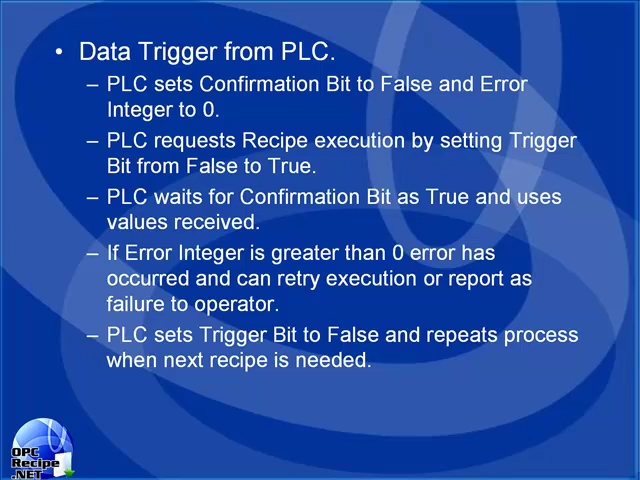 • Data Trigger from PLC.
– PLC sets Confirmation Bit to False and Error
Integer to 0.
– PLC requests Recipe execution by setting Trigger
Bit from False to True.
– PLC waits for Confirmation Bit as True and uses
values received.
– If Error Integer is greater than 0 error has
occurred and can retry execution or report as
failure to operator.
– PLC sets Trigger Bit to False and repeats process
when next recipe is needed.
OPC
Recipe
.NET